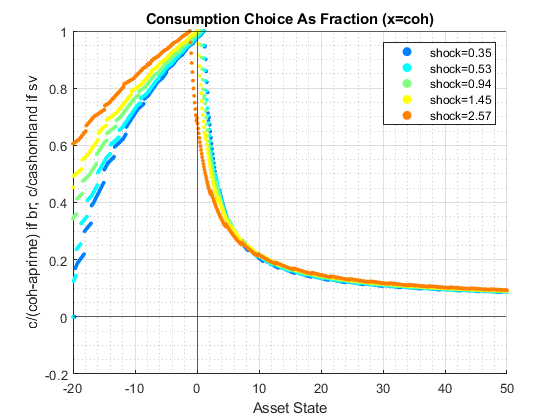 Consumption Choice As Fraction (x=coh)
c/(coh-aprime) if br; c/cashonhand if sv
1
0.8
0.6
0.4
0.2
0
-0.2
shock=0.35
shock=0.53
shock=0.94
shock=1.45
shock=2.57
-20 -10 0 10 20 30 40 50
Asset State